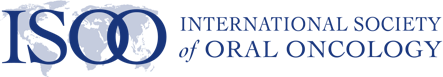 ISOO INTERNATIONAL SOCIETY
of ORAL ONCOLOGY